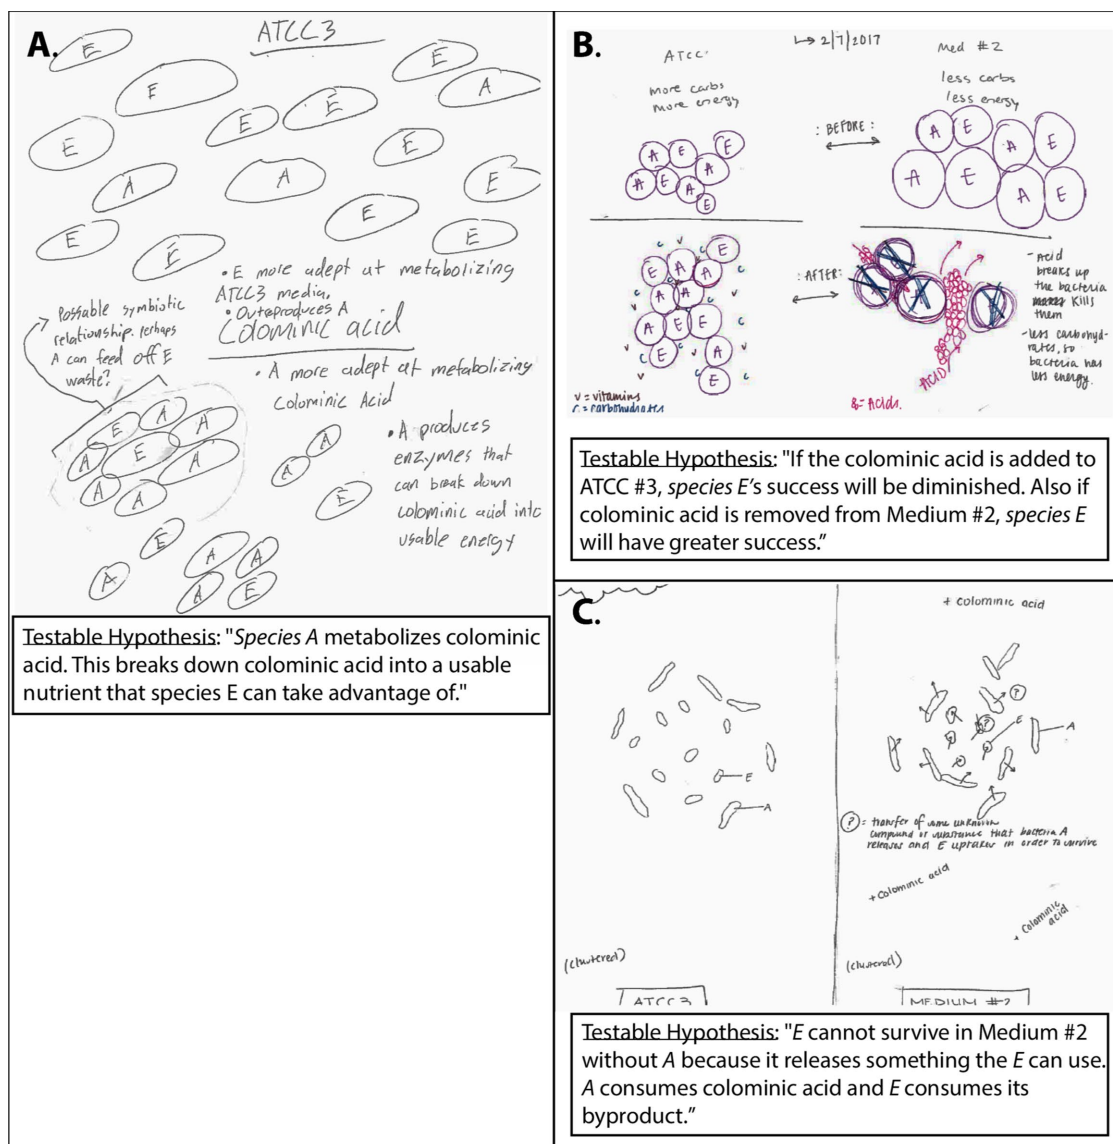 A.
ATCC3
E
E
E
A
E
E
E
E
A
A
E
E
E
E
E
• E more adept at metabolizing
ATCC3 media.
• Outreproduces A
Possable symbiotic
relationship. perhaps
A can feed off E
waste?
Colominic acid
• A more adept at metabolizing
Colominic Acid
• A produces
enzymes that
can break down
colominic acid into
usable energy
E
A
A
A
E
A
A
A
A
A
E
E
A
A
A
A
E
Testable Hypothesis: "Species A metabolizes colominic
acid. This breaks down colominic acid into a usable
nutrient that species E can take advantage of."
B.
↳ 2/7/2017
ATCC
more carbs
more energy
Med #2
less carbs
less energy
: BEFORE :
A E E
A E A A
E
A E A E
A E A E
: AFTER :
E A A E
A A
A E E A
E E
v = vitamins
c = carbohydrates
ACID
= Acids.
- Acid
breaks up
the bacteria
Kills
them
- less carbohyd-
rates, so
bacteria has
less energy.
Testable Hypothesis: "If the colominic acid is added to
ATCC #3, species E's success will be diminished. Also if
colominic acid is removed from Medium #2, species E
will have greater success."
C.
+ colominic acid
E
A
?
?
E
A
? = transfer of some unknown
compound or substance that bacteria A
releases and E uptakes in order to survive
+ Colominic acid
+ Colominic
acid
(clustered)
(clustered)
ATCC3
MEDIUM #2
Testable Hypothesis: "E cannot survive in Medium #2
without A because it releases something the E can use.
A consumes colominic acid and E consumes its
byproduct."